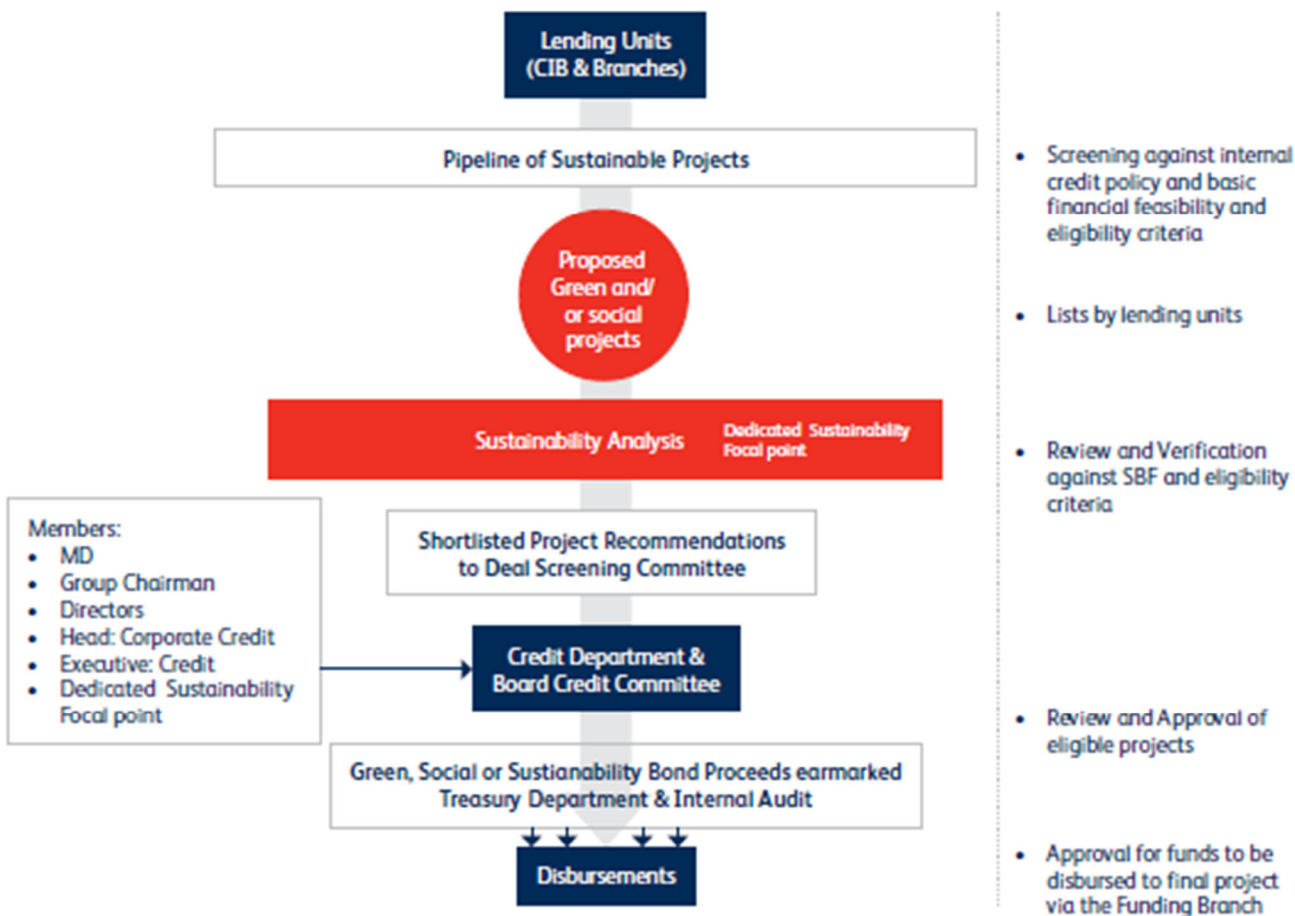 Lending Units
(CIB & Branches)
Pipeline of Sustainable Projects
Proposed
Green and/
or social
projects
Sustainability Analysis
Dedicated Sustainability
Focal point
Members:
• MD
• Group Chairman
• Directors
• Head: Corporate Credit
• Executive: Credit
• Dedicated Sustainability
Focal point
Shortlisted Project Recommendations
to Deal Screening Committee
Credit Department &
Board Credit Committee
Green, Social or Sustianability Bond Proceeds earmarked
Treasury Department & Internal Audit
Disbursements
• Screening against internal
credit policy and basic
financial feasibility and
eligibility criteria
• Lists by lending units
• Review and Verification
against SBF and eligibility
criteria
• Review and Approval of
eligible projects
• Approval for funds to be
disbursed to final project
via the Funding Branch